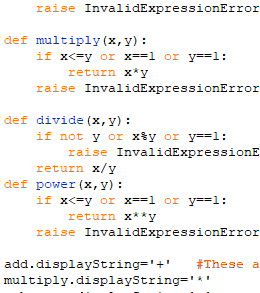 raise InvalidExpressionError
def multiply(x,y):
if x<=y or x==1 or y==1:
return x*y
raise InvalidExpressionError
def divide(x,y):
if not y or x%y or y==1:
raise InvalidExpressionE
return x/y
def power(x,y):
if x<=y or x==1 or y==1:
return x**y
raise InvalidExpressionError
add.displayString='+' #These a
multiply.displayString='*'